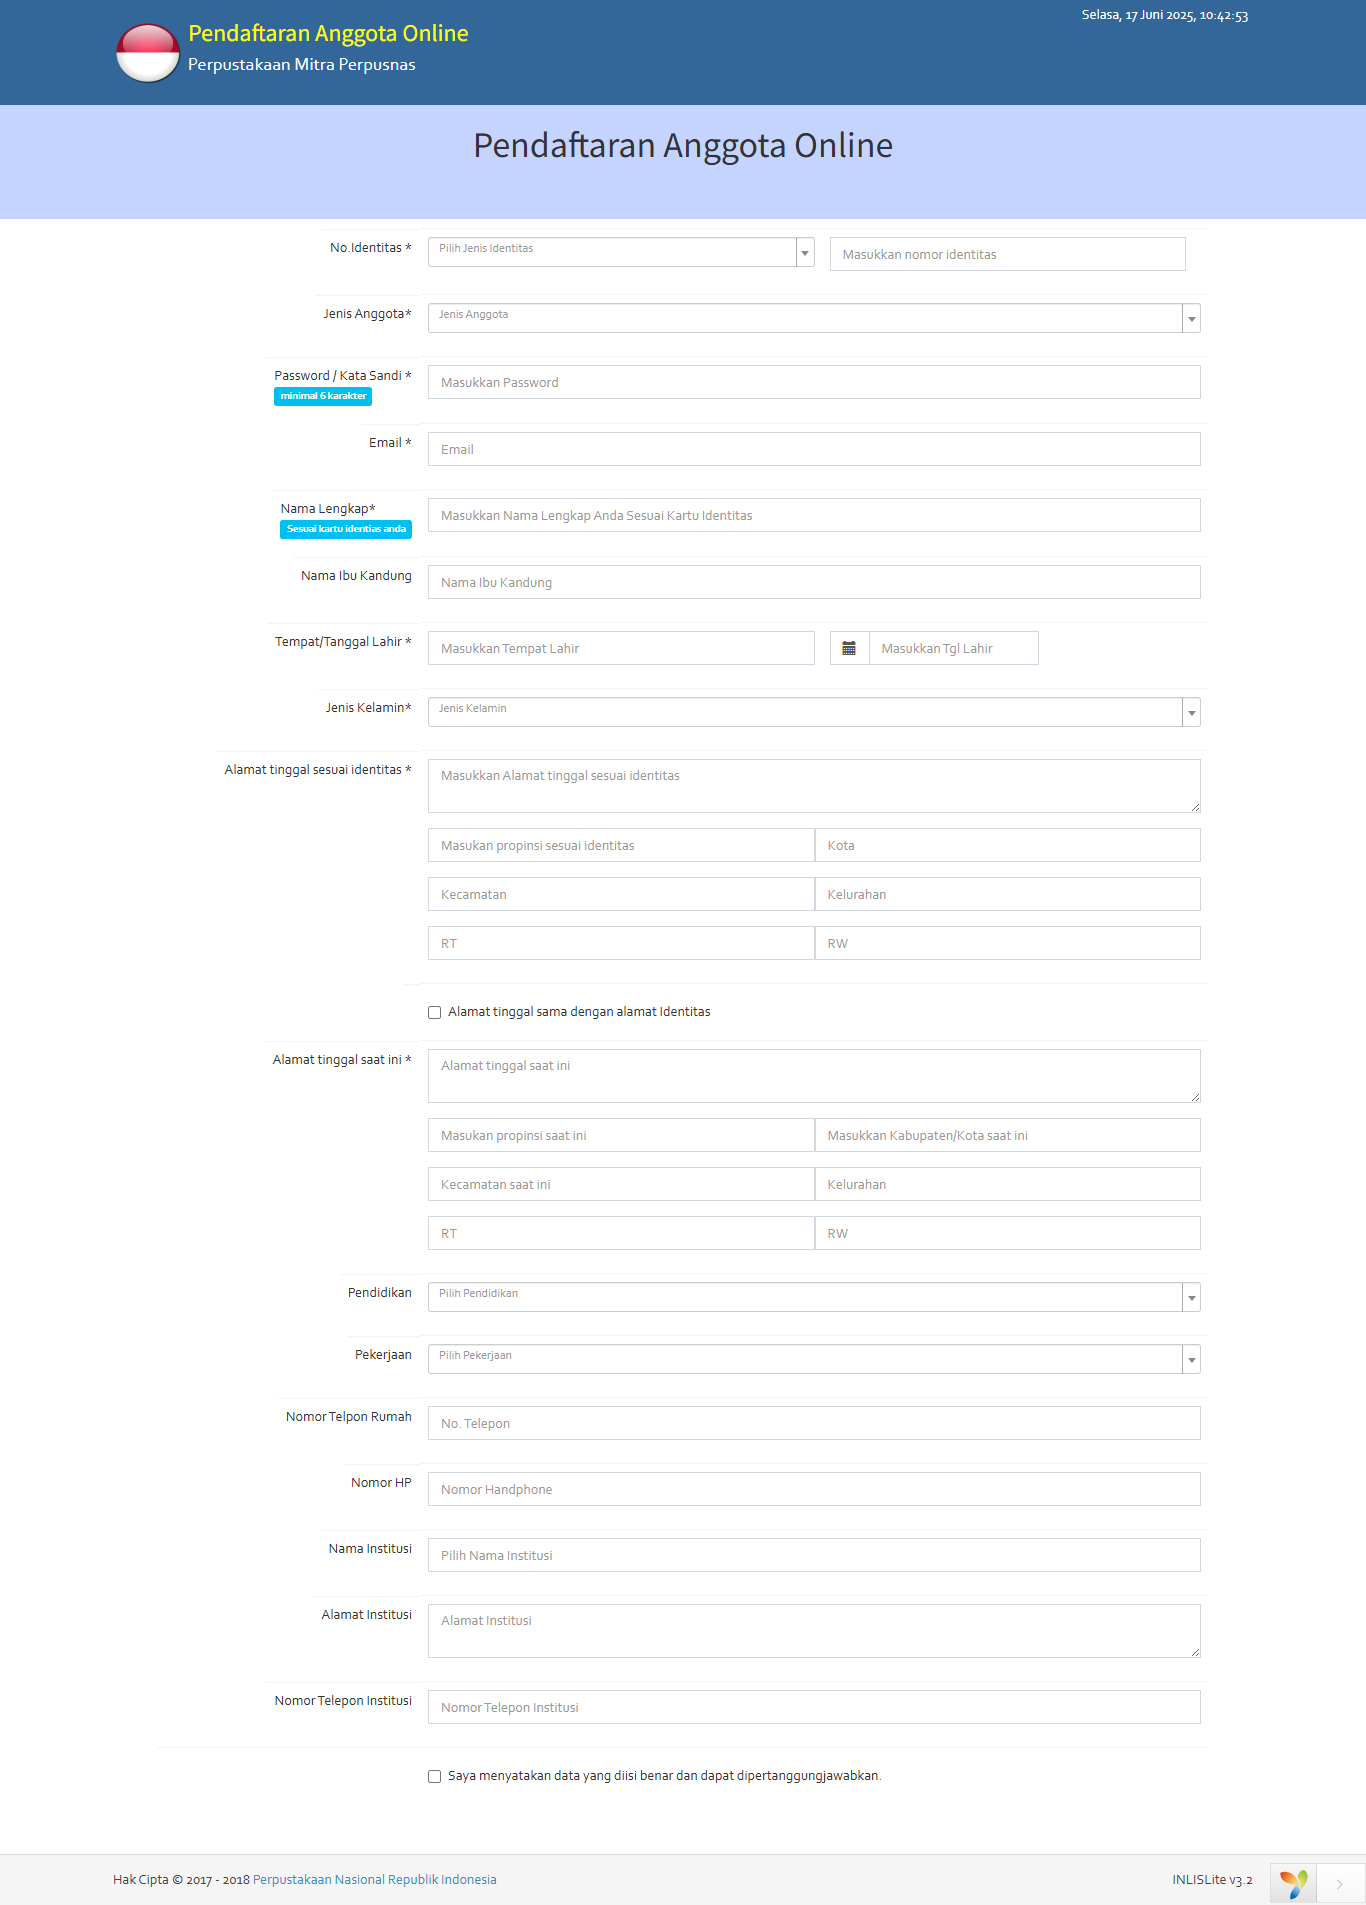 Selasa, 17 Juni 2025, 10:42:53
Pendaftaran Anggota Online
Perpustakaan Mitra Perpusnas
Pendaftaran Anggota Online
No.Identitas * Pilih Jenis Identitas Masukkan nomor identitas
Jenis Anggota* Jenis Anggota
Password / Kata Sandi * Masukkan Password
minimal 6 karakter
Email * Email
Nama Lengkap* Masukkan Nama Lengkap Anda Sesuai Kartu Identitas
Sesuai kartu identias anda
Nama Ibu Kandung Nama Ibu Kandung
Tempat/Tanggal Lahir * Masukkan Tempat Lahir Masukkan Tgl Lahir
Jenis Kelamin* Jenis Kelamin
Alamat tinggal sesuai identitas * Masukkan Alamat tinggal sesuai identitas
Masukan propinsi sesuai identitas Kota
Kecamatan Kelurahan
RT RW
Alamat tinggal sama dengan alamat Identitas
Alamat tinggal saat ini * Alamat tinggal saat ini
Masukan propinsi saat ini Masukkan Kabupaten/Kota saat ini
Kecamatan saat ini Kelurahan
RT RW
Pendidikan Pilih Pendidikan
Pekerjaan Pilih Pekerjaan
Nomor Telpon Rumah No. Telepon
Nomor HP Nomor Handphone
Nama Institusi Pilih Nama Institusi
Alamat Institusi Alamat Institusi
Nomor Telepon Institusi Nomor Telepon Institusi
Saya menyatakan data yang diisi benar dan dapat dipertanggungjawabkan.
Hak Cipta © 2017 - 2018 Perpustakaan Nasional Republik Indonesia INLISLite v3.2